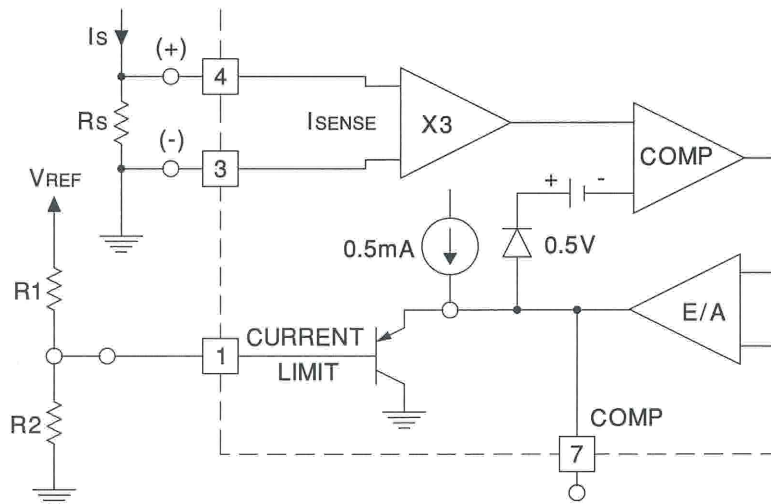 Is
(+)
4
Rs
ISENSE
X3
COMP
(-)
3
VREF
+
-
0.5mA
0.5V
R1
E/A
1
CURRENT
LIMIT
R2
COMP
7